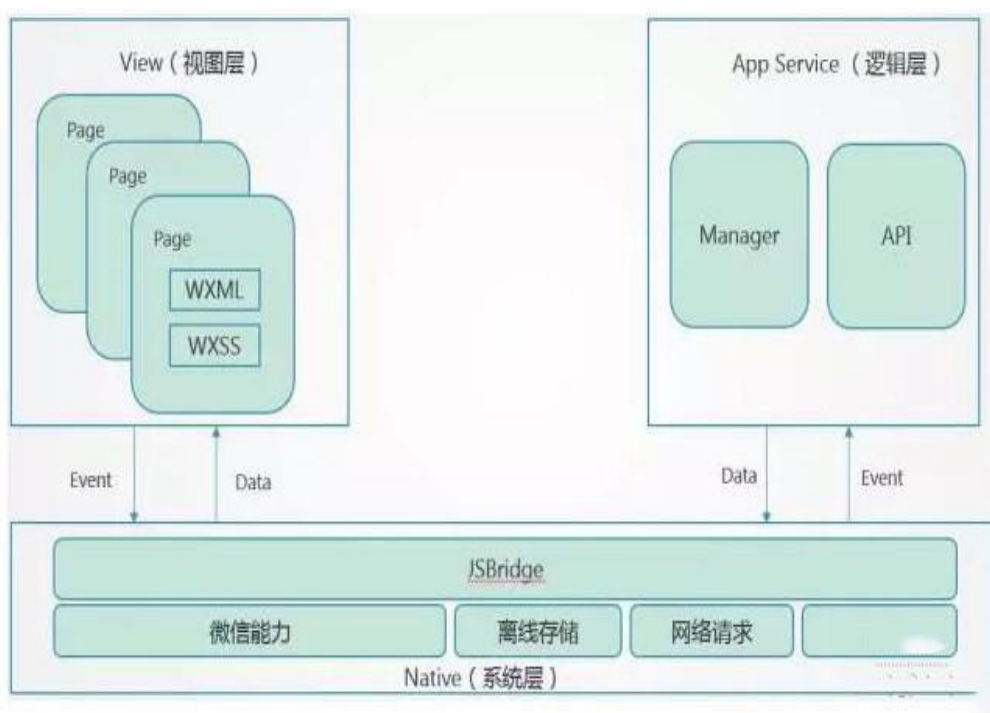 View（视图层）
Page
Page
Page
WXML
WXSS
App Service （逻辑层）
Manager
API
Event
Data
Data
Event
JSBridge
微信能力
离线存储
网络请求
Native（系统层）